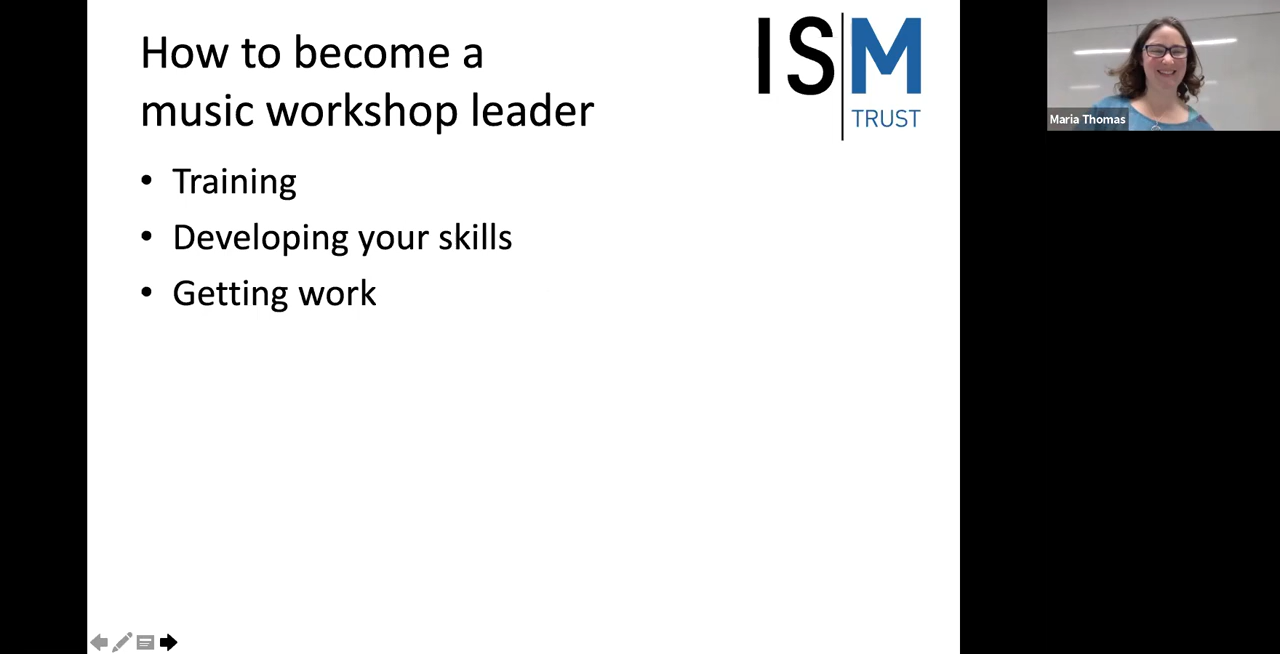 How to become a
music workshop leader
• Training
• Developing your skills
• Getting work
ISM
TRUST
Maria Thomas